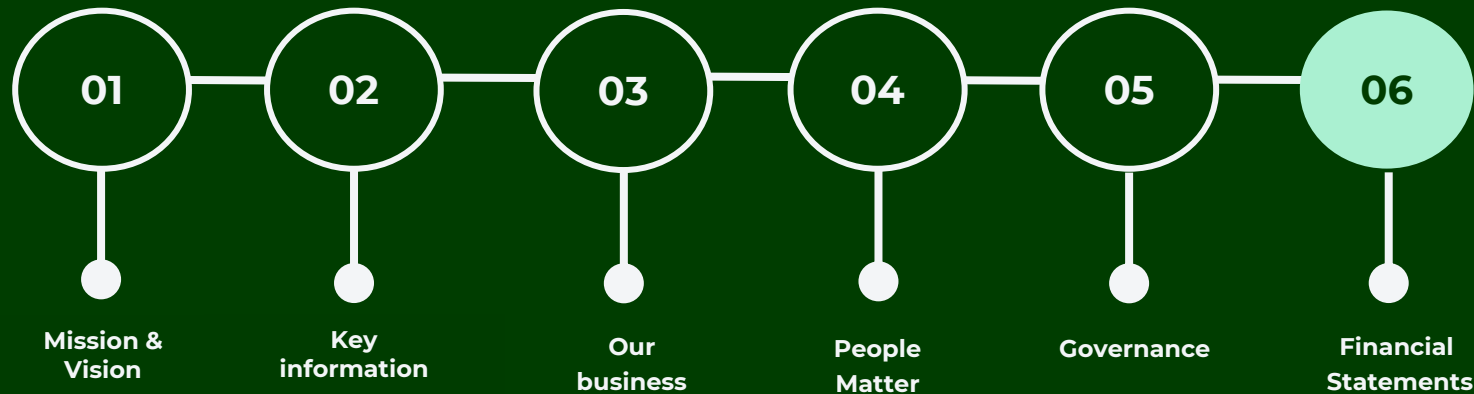 01
02
03
04
05
06
Mission &
Vision
Key
information
Our
business
People
Matter
Governance
Financial
Statements